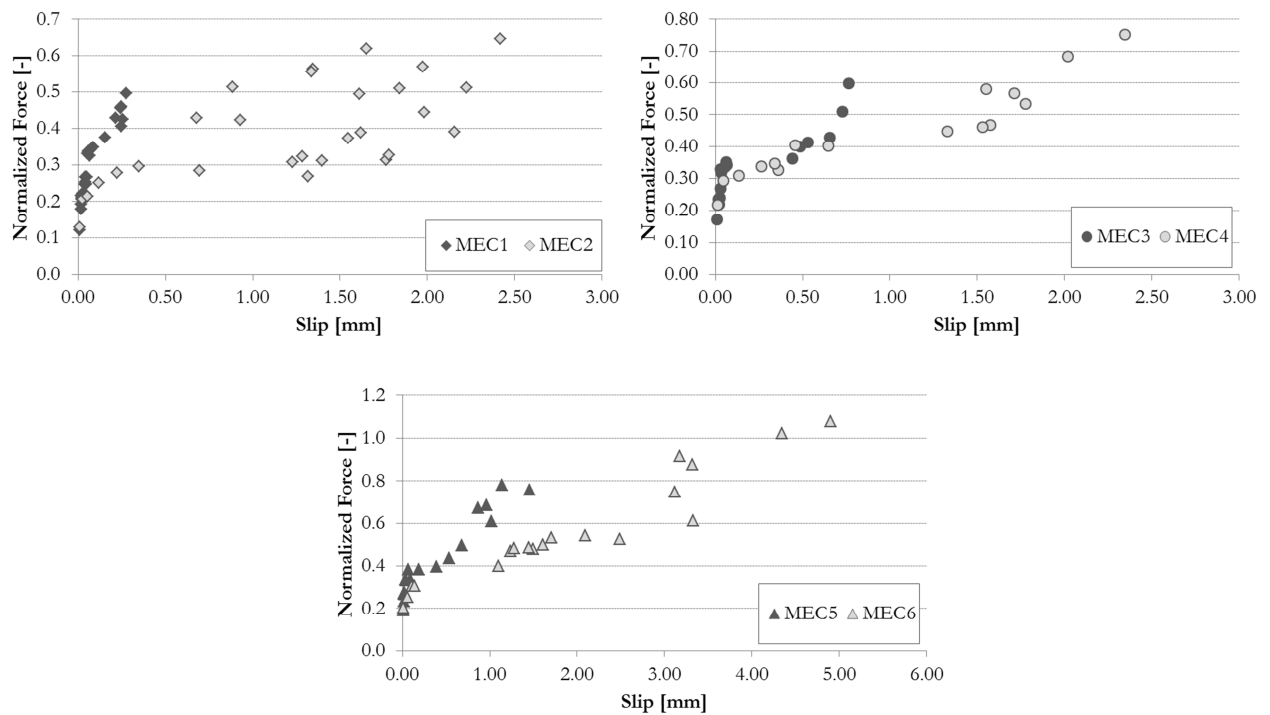 Normalized Force [-]
0.7
0.6
0.5
0.4
0.3
0.2
0.1
0.0
0.00 0.50 1.00 1.50 2.00 2.50 3.00
Slip [mm]
MEC1 MEC2
Normalized Force [-]
0.80
0.70
0.60
0.50
0.40
0.30
0.20
0.10
0.00
0.00 0.50 1.00 1.50 2.00 2.50 3.00
Slip [mm]
MEC3 MEC4
Normalized Force [-]
1.2
1.0
0.8
0.6
0.4
0.2
0.0
0.00 1.00 2.00 3.00 4.00 5.00 6.00
Slip [mm]
MEC5 MEC6